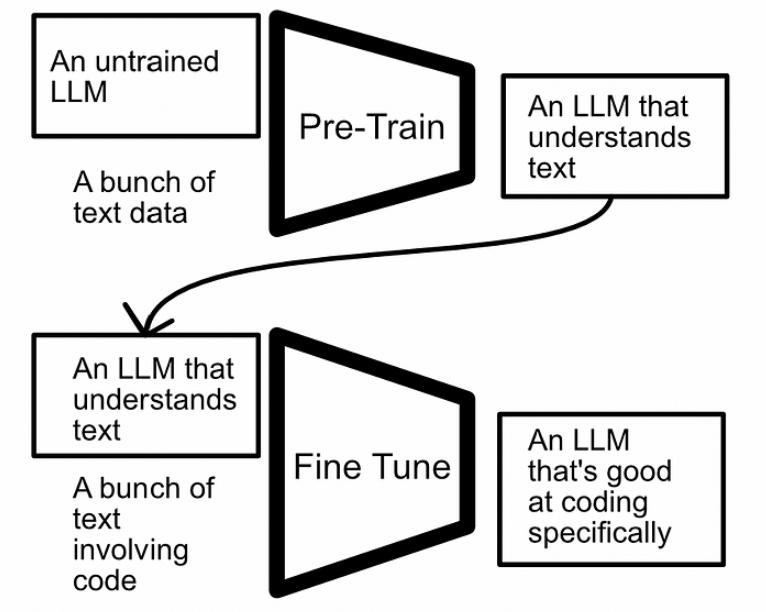 An untrained
LLM
A bunch of
text data
Pre-Train
An LLM that
understands
text
An LLM that
understands
text
A bunch of
text
involving
code
Fine Tune
An LLM
that's good
at coding
specifically